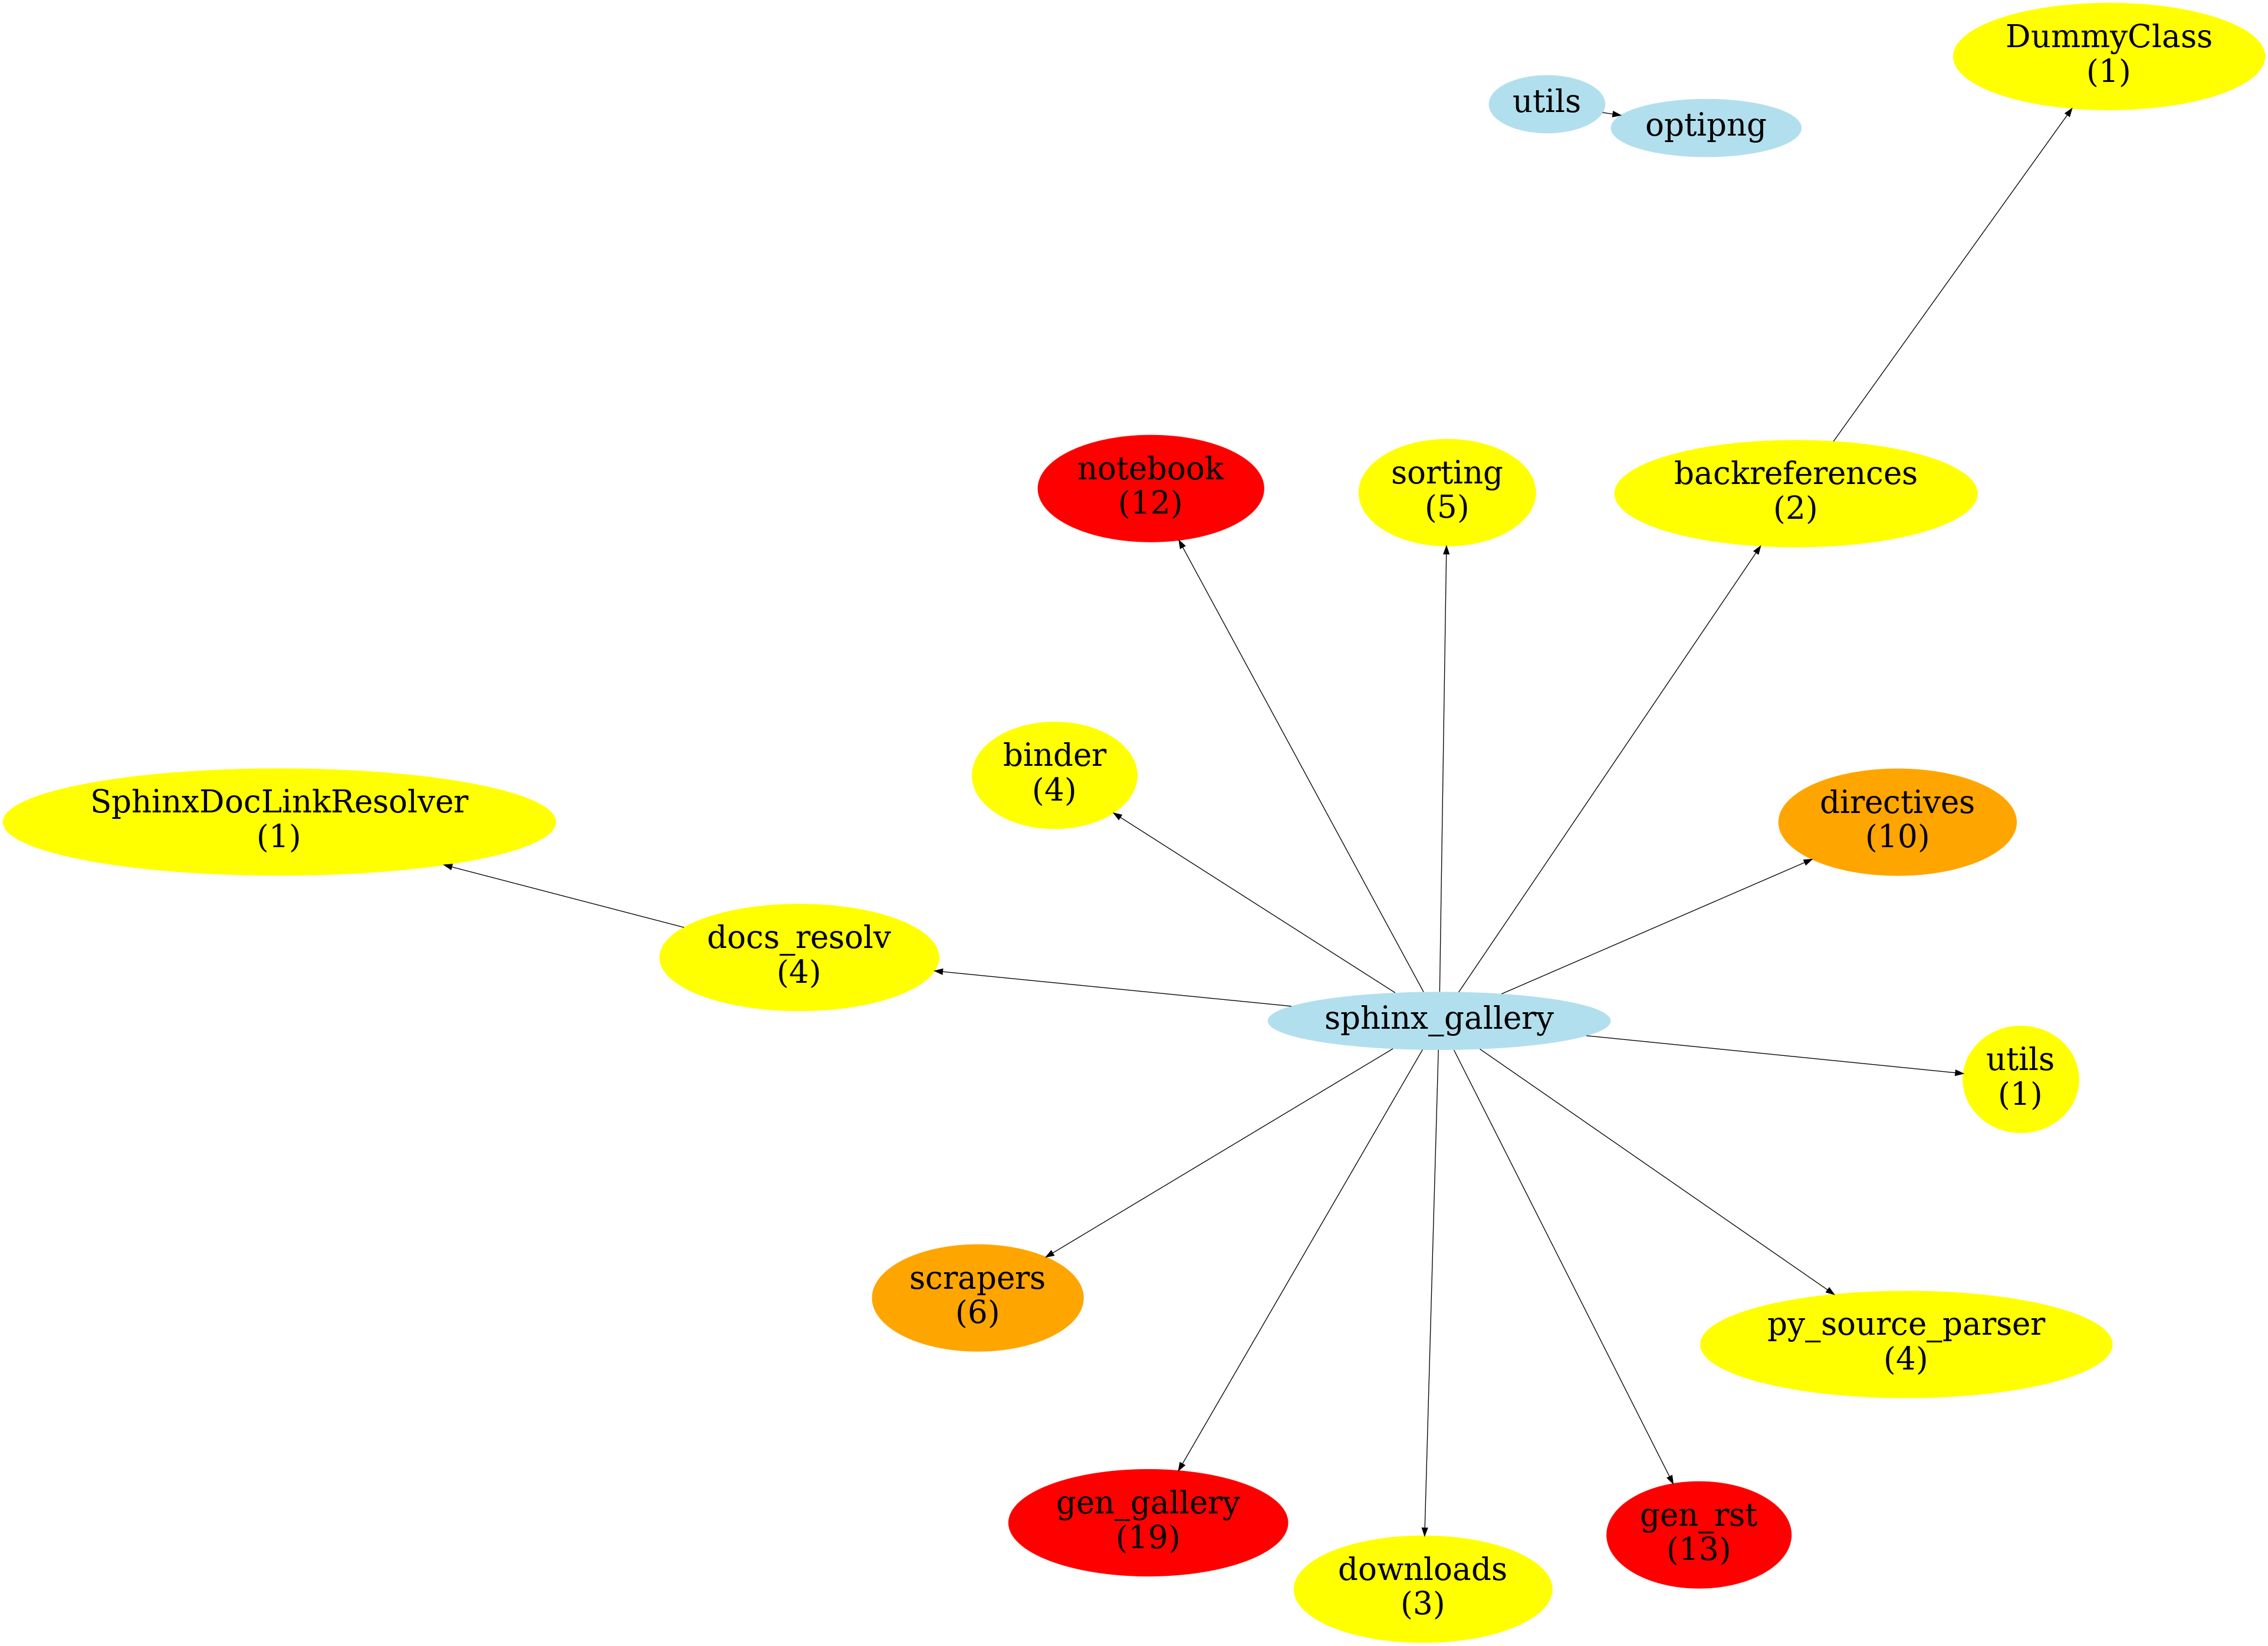 DummyClass
(1)
utils
optipng
notebook
(12)
sorting
(5)
backreferences
(2)
binder
(4)
SphinxDocLinkResolver
(1)
directives
(10)
docs_resolv
(4)
sphinx_gallery
utils
(1)
scrapers
(6)
py_source_parser
(4)
gen_gallery
(19)
gen_rst
(13)
downloads
(3)